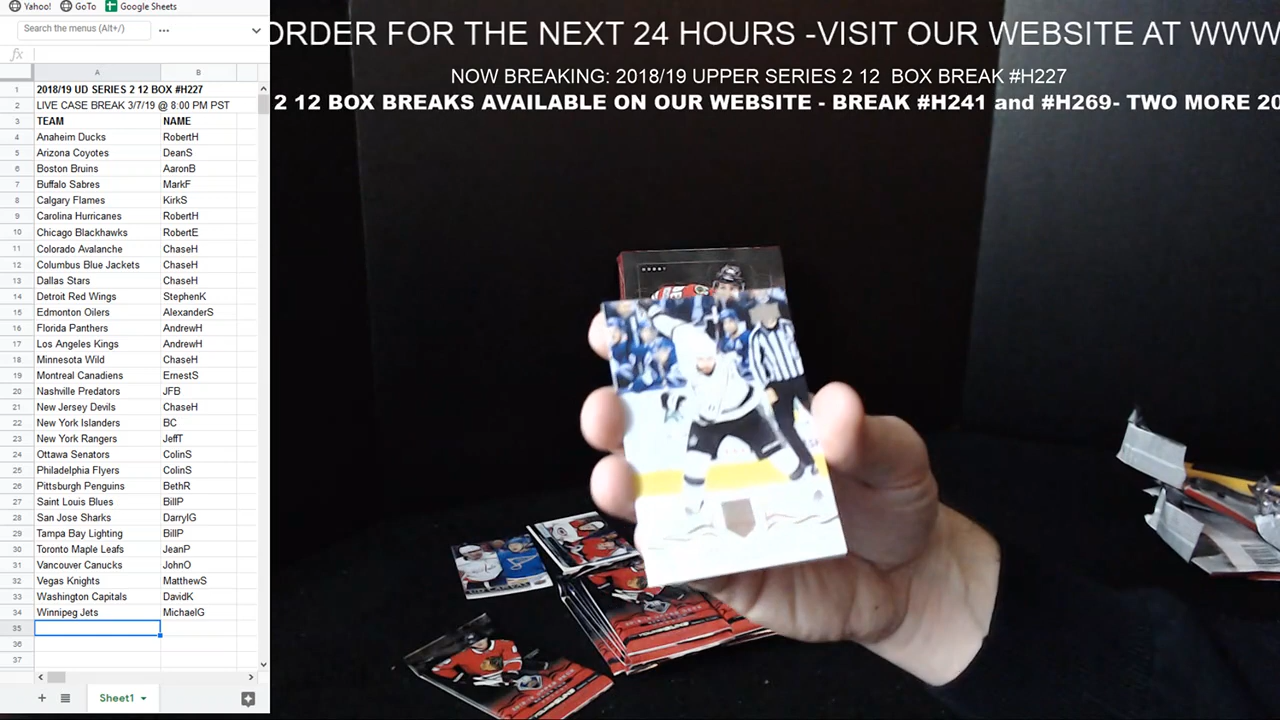 Yahoo! GoTo Google Sheets
Search the menus (Alt+/)
fx
A B
1 2018/19 UD SERIES 2 12 BOX #H227
2 LIVE CASE BREAK 3/7/19 @ 8:00 PM PST
3 TEAM NAME
4 Anaheim Ducks RobertH
5 Arizona Coyotes DeanS
6 Boston Bruins AaronB
7 Buffalo Sabres MarkF
8 Calgary Flames KirkS
9 Carolina Hurricanes RobertH
10 Chicago Blackhawks RobertE
11 Colorado Avalanche ChaseH
12 Columbus Blue Jackets ChaseH
13 Dallas Stars ChaseH
14 Detroit Red Wings StephenK
15 Edmonton Oilers AlexanderS
16 Florida Panthers AndrewH
17 Los Angeles Kings AndrewH
18 Minnesota Wild ChaseH
19 Montreal Canadiens ErnestS
20 Nashville Predators JFB
21 New Jersey Devils ChaseH
22 New York Islanders BC
23 New York Rangers JeffT
24 Ottawa Senators ColinS
25 Philadelphia Flyers ColinS
26 Pittsburgh Penguins BethR
27 Saint Louis Blues BillP
28 San Jose Sharks DarrylG
29 Tampa Bay Lighting BillP
30 Toronto Maple Leafs JeanP
31 Vancouver Canucks JohnO
32 Vegas Knights MatthewS
33 Washington Capitals DavidK
34 Winnipeg Jets MichaelG
35
36
37
Sheet1
ORDER FOR THE NEXT 24 HOURS -VISIT OUR WEBSITE AT WWW
NOW BREAKING: 2018/19 UPPER SERIES 2 12 BOX BREAK #H227
2 12 BOX BREAKS AVAILABLE ON OUR WEBSITE - BREAK #H241 and #H269- TWO MORE 20
HOBBY